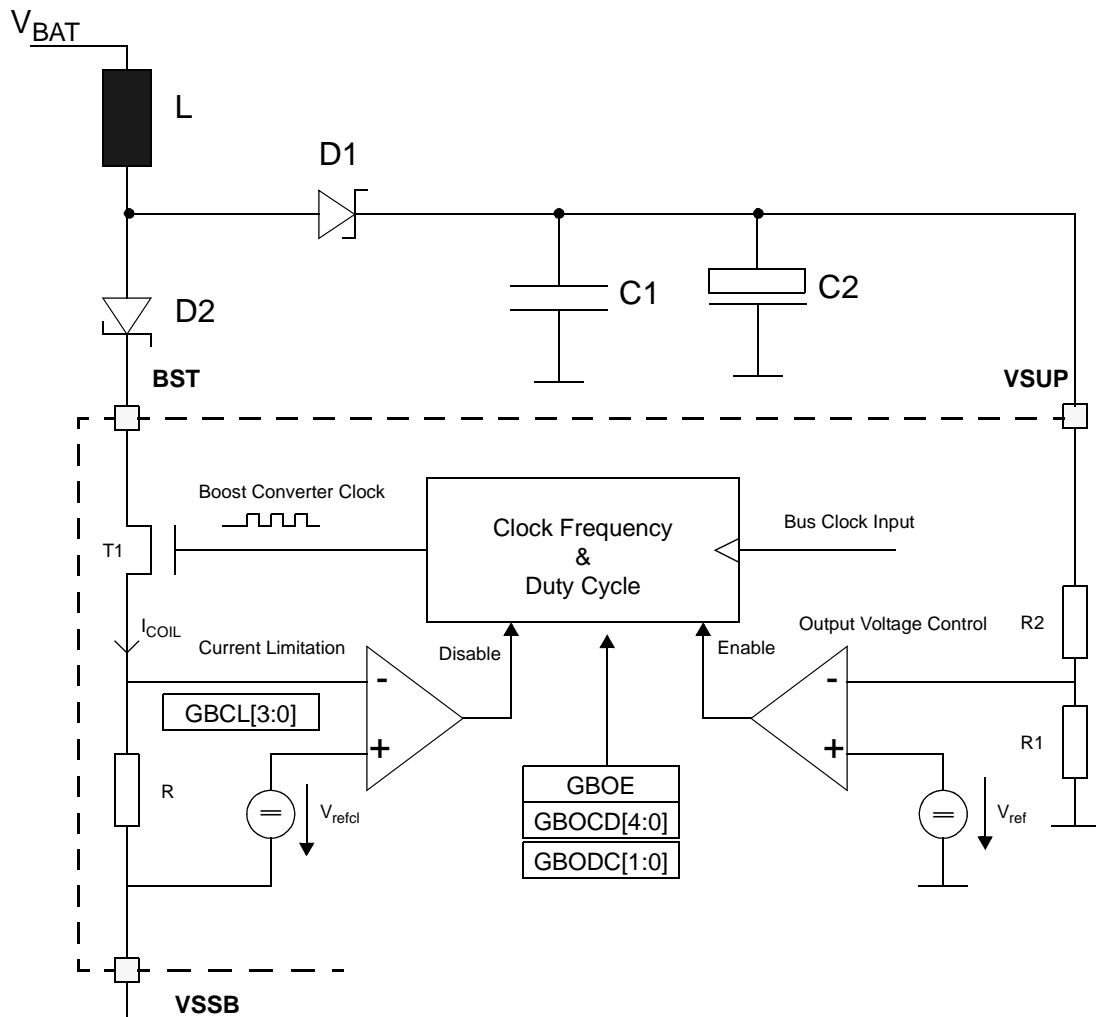 VBAT
L
D1
D2
C1
C2
BST
VSUP
Boost Converter Clock
Clock Frequency
&
Duty Cycle
Bus Clock Input
T1
ICOIL
Current Limitation
Disable
Enable
Output Voltage Control
R2
-
-
GBCL[3:0]
+
+
R1
R
Vrefcl
=
GBOE
GBOCD[4:0]
GBODC[1:0]
=
Vref
VSSB